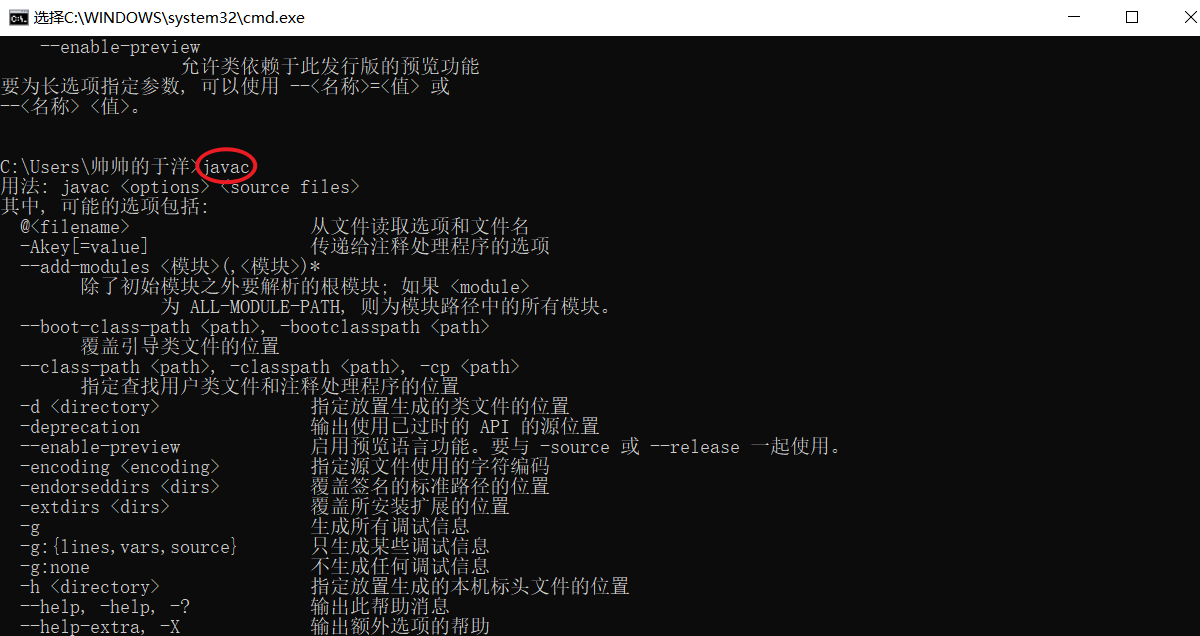 选择C:\WINDOWS\system32\cmd.exe
--enable-preview
允许类依赖于此发行版的预览功能
要为长选项指定参数, 可以使用 --<名称>=<值> 或
--<名称> <值>。
C:\Users\帅帅的于洋>javac
用法: javac <options> <source files>
其中, 可能的选项包括:
@<filename> 从文件读取选项和文件名
-Akey[=value] 传递给注释处理程序的选项
--add-modules <模块>(,<模块>)*
除了初始模块之外要解析的根模块; 如果 <module>
为 ALL-MODULE-PATH, 则为模块路径中的所有模块。
--boot-class-path <path>, -bootclasspath <path>
覆盖引导类文件的位置
--class-path <path>, -classpath <path>, -cp <path>
指定查找用户类文件和注释处理程序的位置
-d <directory> 指定放置生成的类文件的位置
-deprecation 输出使用已过时的 API 的源位置
--enable-preview 启用预览语言功能。要与 -source 或 --release 一起使用。
-encoding <encoding> 指定源文件使用的字符编码
-endorseddirs <dirs> 覆盖签名的标准路径的位置
-extdirs <dirs> 覆盖所安装扩展的位置
-g 生成所有调试信息
-g:{lines,vars,source} 只生成某些调试信息
-g:none 不生成任何调试信息
-h <directory> 指定放置生成的本机标头文件的位置
--help, -help, -? 输出此帮助消息
--help-extra, -X 输出额外选项的帮助